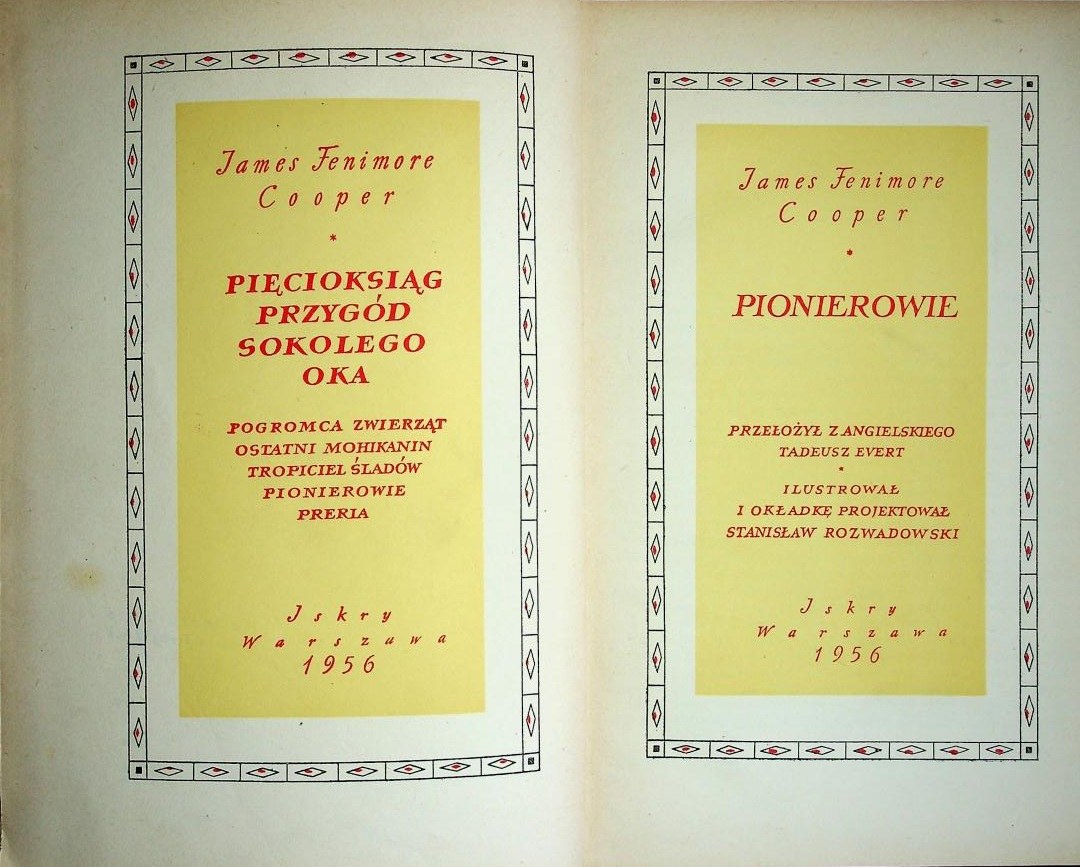 James Fenimore
Cooper
*
PIĘCIOKSIĄG
PRZYGÓD
SOKOLEGO
OKA
POGROMCA ZWIERZĄT
OSTATNI MOHIKANIN
TROPICIEL ŚLADÓW
PIONIEROWIE
PRERIA
Iskry
Warszawa
1956
James Fenimore
Cooper
*
PIONIEROWIE
PRZEŁOŻYŁ Z ANGIELSKIEGO
TADEUSZ EVERT
*
ILUSTROWAŁ
I OKŁADKĘ PROJEKTOWAŁ
STANISŁAW ROZWADOWSKI
Iskry
Warszawa
1956